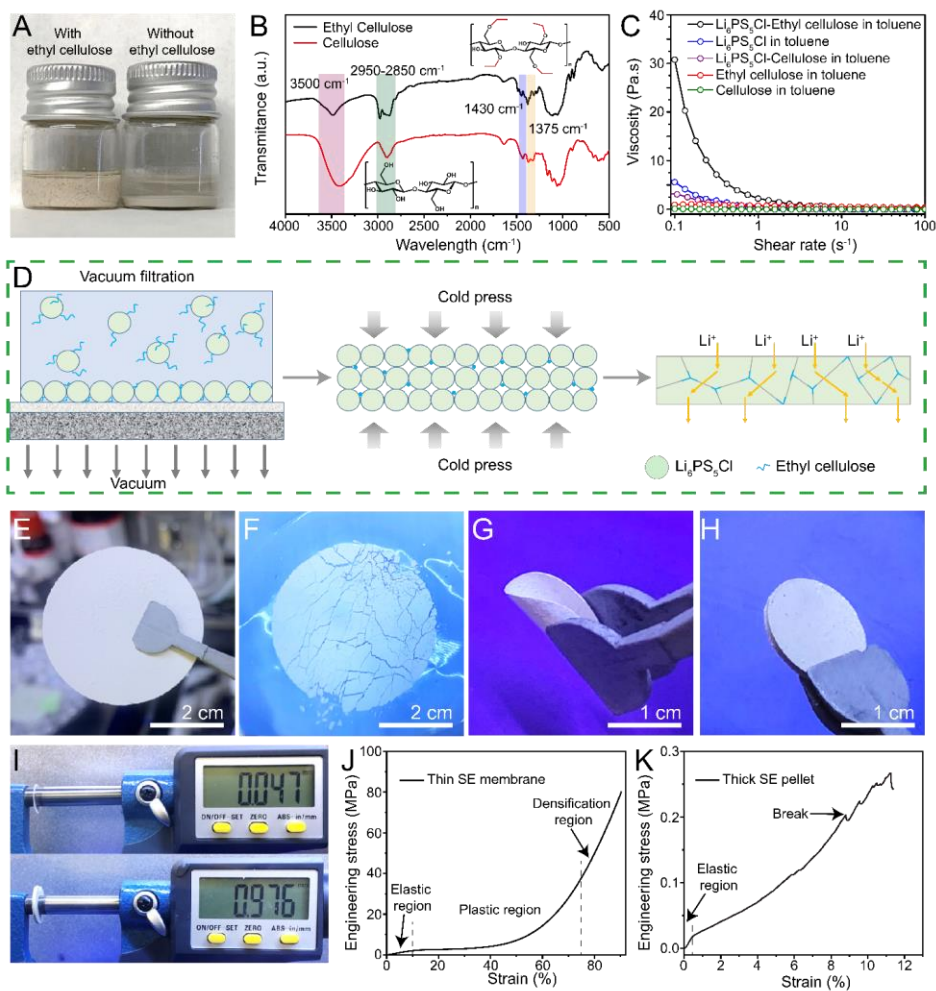 A
With
ethyl cellulose
Without
ethyl cellulose
B
Ethyl Cellulose
Cellulose
3500 cm⁻¹
2950-2850 cm⁻¹
1430 cm⁻¹
1375 cm⁻¹
Transmitance (a.u.)
4000 3500 3000 2500 2000 1500 1000 500
Wavelength (cm⁻¹)
C
Li₆PS₅Cl-Ethyl cellulose in toluene
Li₆PS₅Cl in toluene
Li₆PS₅Cl-Cellulose in toluene
Ethyl cellulose in toluene
Cellulose in toluene
Viscosity (Pa.s)
40
30
20
10
0
0.1 1 10 100
Shear rate (s⁻¹)
D
Vacuum filtration
Vacuum
Cold press
Cold press
Li⁺ Li⁺ Li⁺ Li⁺
Li₆PS₅Cl
Ethyl cellulose
E
2 cm
F
2 cm
G
1 cm
H
1 cm
I
0.047
ON/OFF SET ZERO ABS in/mm
0.976
ON/OFF SET ZERO ABS in/mm
J
Thin SE membrane
Densification
region
Elastic
region
Plastic region
Engineering stress (MPa)
100
80
60
40
20
0
0 20 40 60 80
Strain (%)
K
Thick SE pellet
Break
Elastic
region
Engineering stress (MPa)
0.3
0.2
0.1
0.0
0 2 4 6 8 10 12
Strain (%)